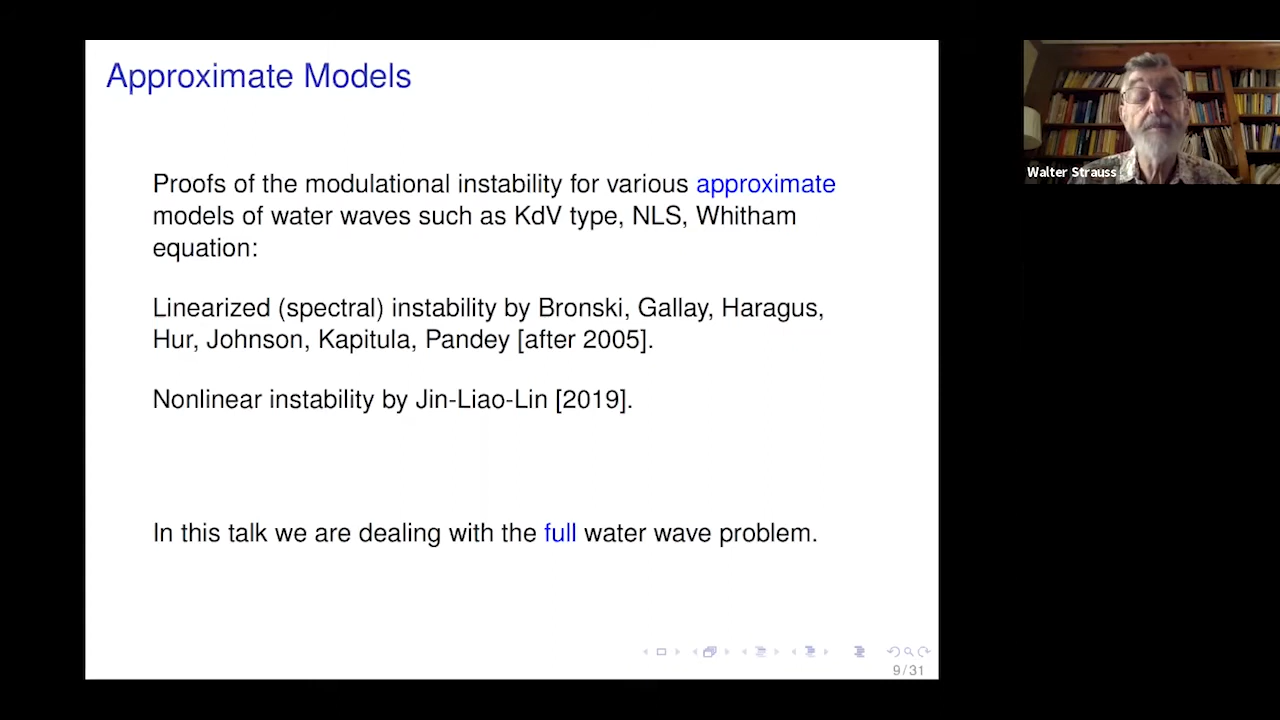 Approximate Models
Proofs of the modulational instability for various approximate
models of water waves such as KdV type, NLS, Whitham
equation:
Linearized (spectral) instability by Bronski, Gallay, Haragus,
Hur, Johnson, Kapitula, Pandey [after 2005].
Nonlinear instability by Jin-Liao-Lin [2019].
In this talk we are dealing with the full water wave problem.
9/31
Walter Strauss